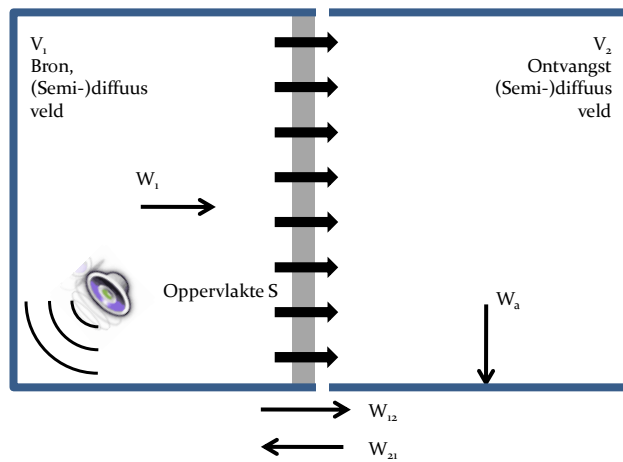 V₁
Bron,
(Semi-)diffuus
veld
V₂
Ontvangst
(Semi-)diffuus
veld
W₁
Oppervlakte S
Wₐ
W₁₂
W₂₁